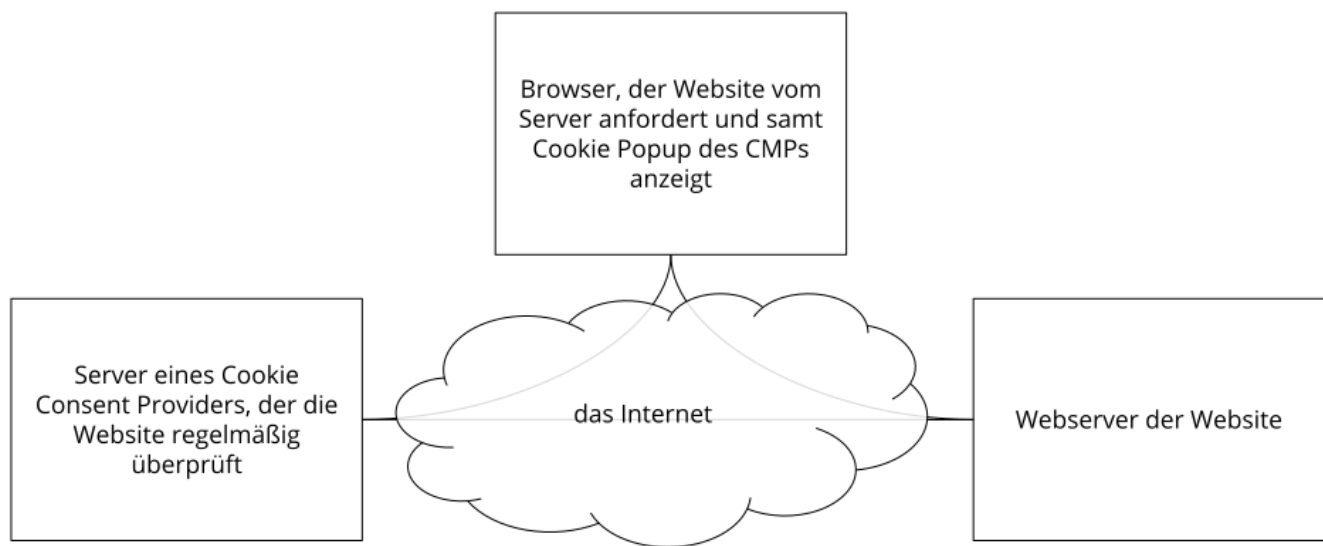 Browser, der Website vom
Server anfordert und samt
Cookie Popup des CMPs
anzeigt
Server eines Cookie
Consent Providers, der die
Website regelmäßig
überprüft
das Internet
Webserver der Website